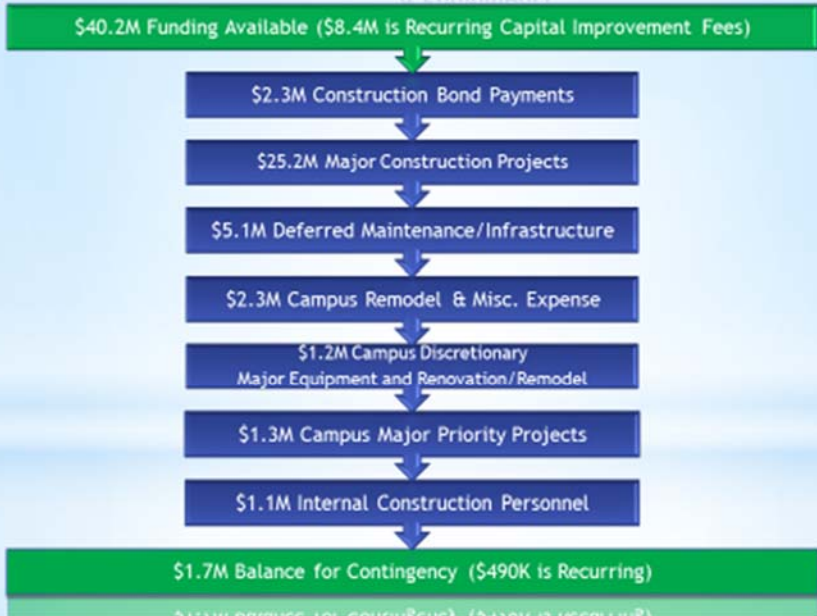 $40.2M Funding Available ($8.4M is Recurring Capital Improvement Fees)
$2.3M Construction Bond Payments
$25.2M Major Construction Projects
$5.1M Deferred Maintenance/Infrastructure
$2.3M Campus Remodel & Misc. Expense
$1.2M Campus Discretionary
Major Equipment and Renovation/Remodel
$1.3M Campus Major Priority Projects
$1.1M Internal Construction Personnel
$1.7M Balance for Contingency ($490K is Recurring)